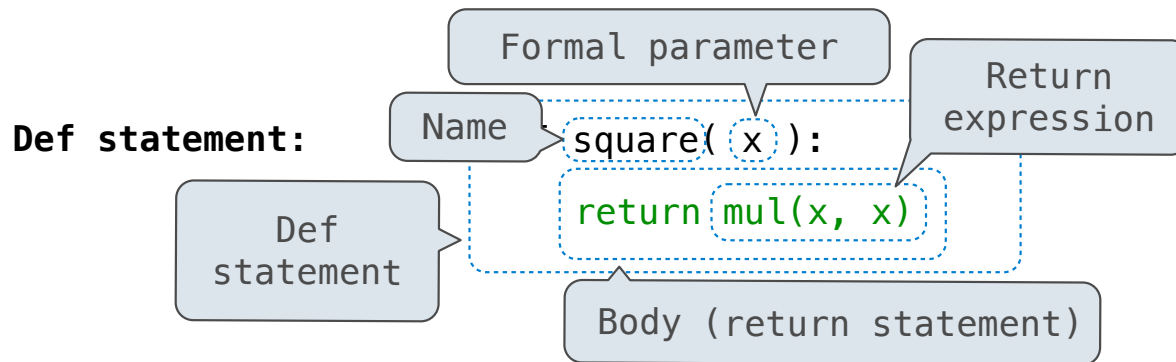 Formal parameter
Return
expression
Def statement:
Name
square( x ):
return mul(x, x)
Def
statement
Body (return statement)